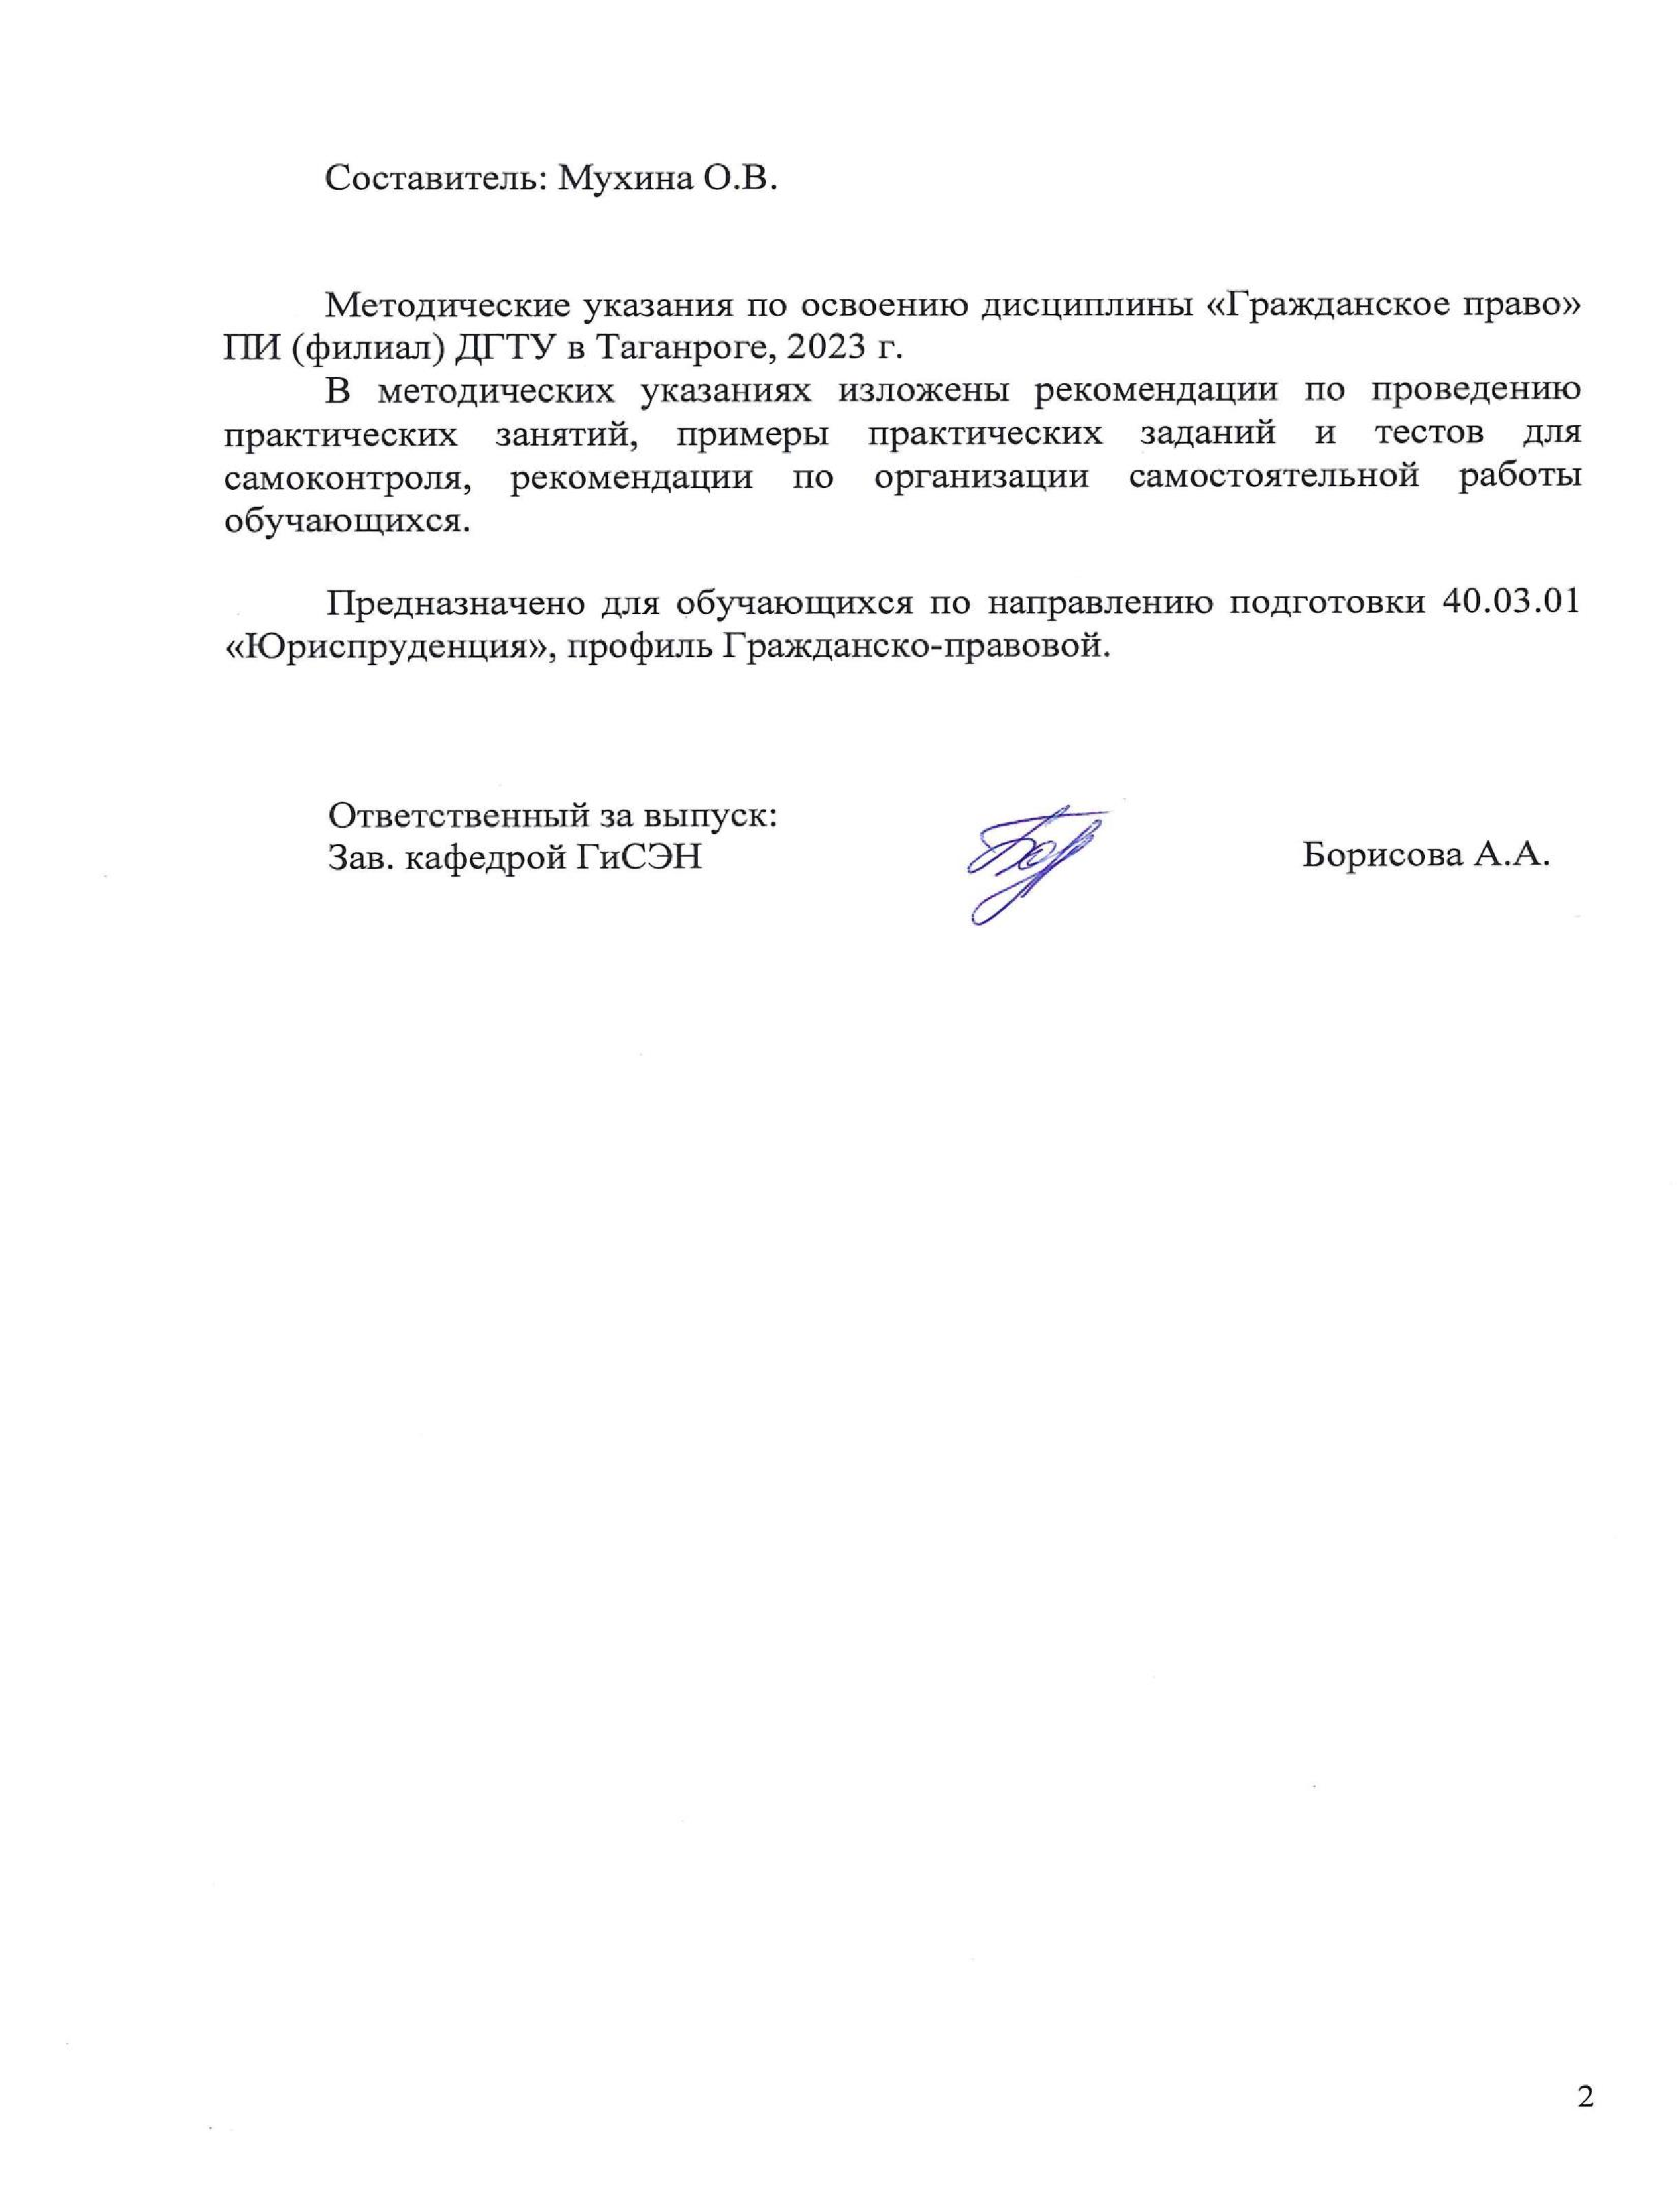 Составитель: Мухина О.В.
Методические указания по освоению дисциплины «Гражданское право»
ПИ (филиал) ДГТУ в Таганроге, 2023 г.
В методических указаниях изложены рекомендации по проведению
практических занятий, примеры практических заданий и тестов для
самоконтроля, рекомендации по организации самостоятельной работы
обучающихся.
Предназначено для обучающихся по направлению подготовки 40.03.01
«Юриспруденция», профиль Гражданско-правовой.
Ответственный за выпуск:
Зав. кафедрой ГиСЭН Борисова А.А.
2